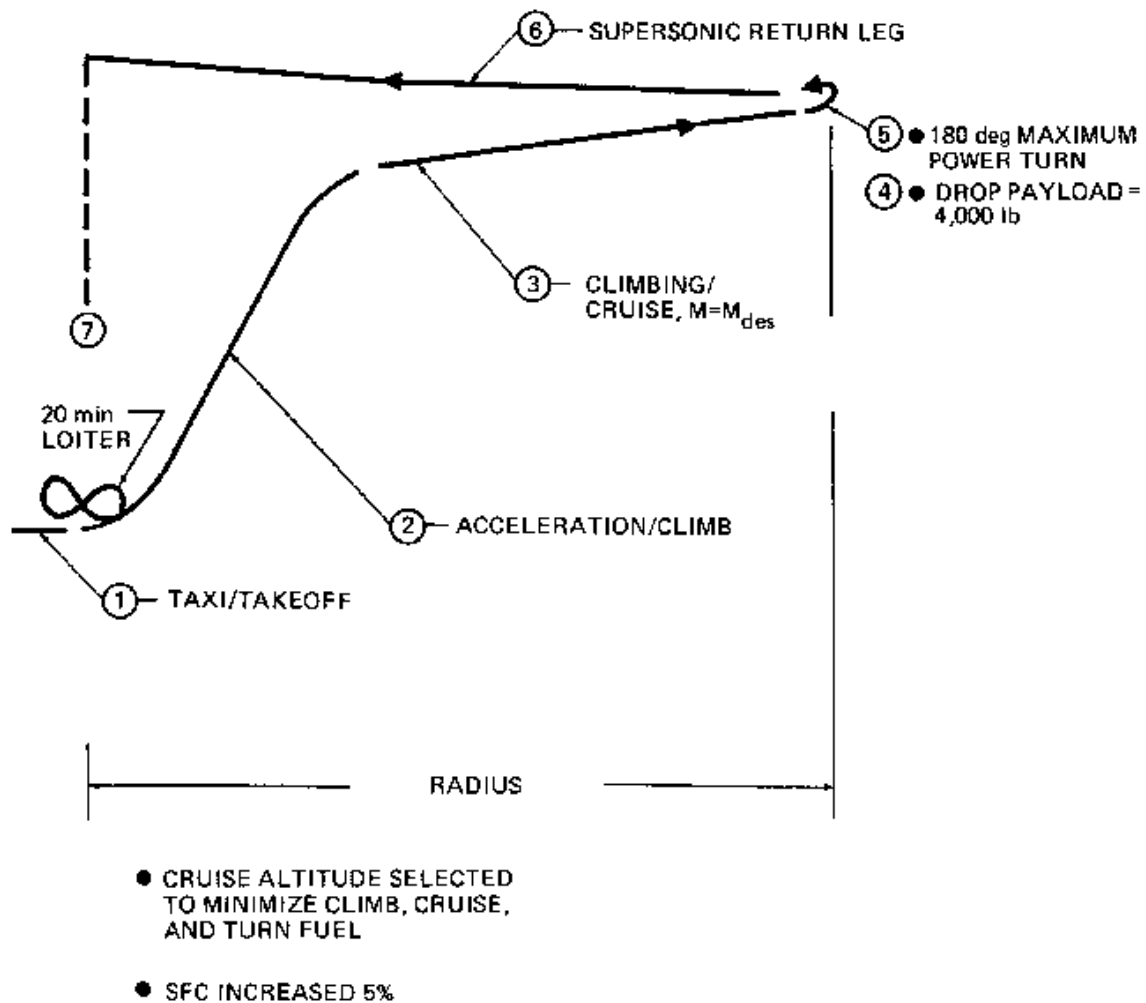 6 SUPERSONIC RETURN LEG
5 ● 180 deg MAXIMUM
POWER TURN
4 ● DROP PAYLOAD =
4,000 lb
3 CLIMBING/
CRUISE, M=Mdes
7
20 min
LOITER
2 ACCELERATION/CLIMB
1 TAXI/TAKEOFF
RADIUS
● CRUISE ALTITUDE SELECTED
TO MINIMIZE CLIMB, CRUISE,
AND TURN FUEL
● SFC INCREASED 5%